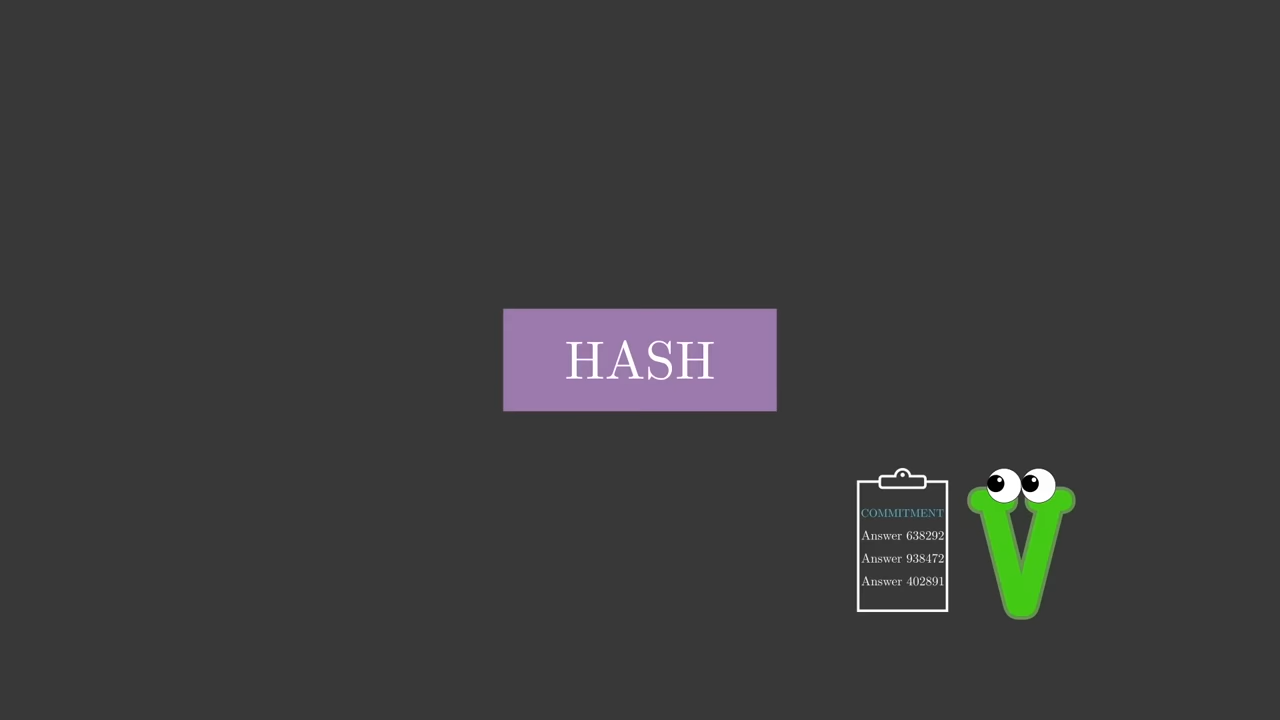 HASH
COMMITMENT
Answer 638292
Answer 938472
Answer 402891
V